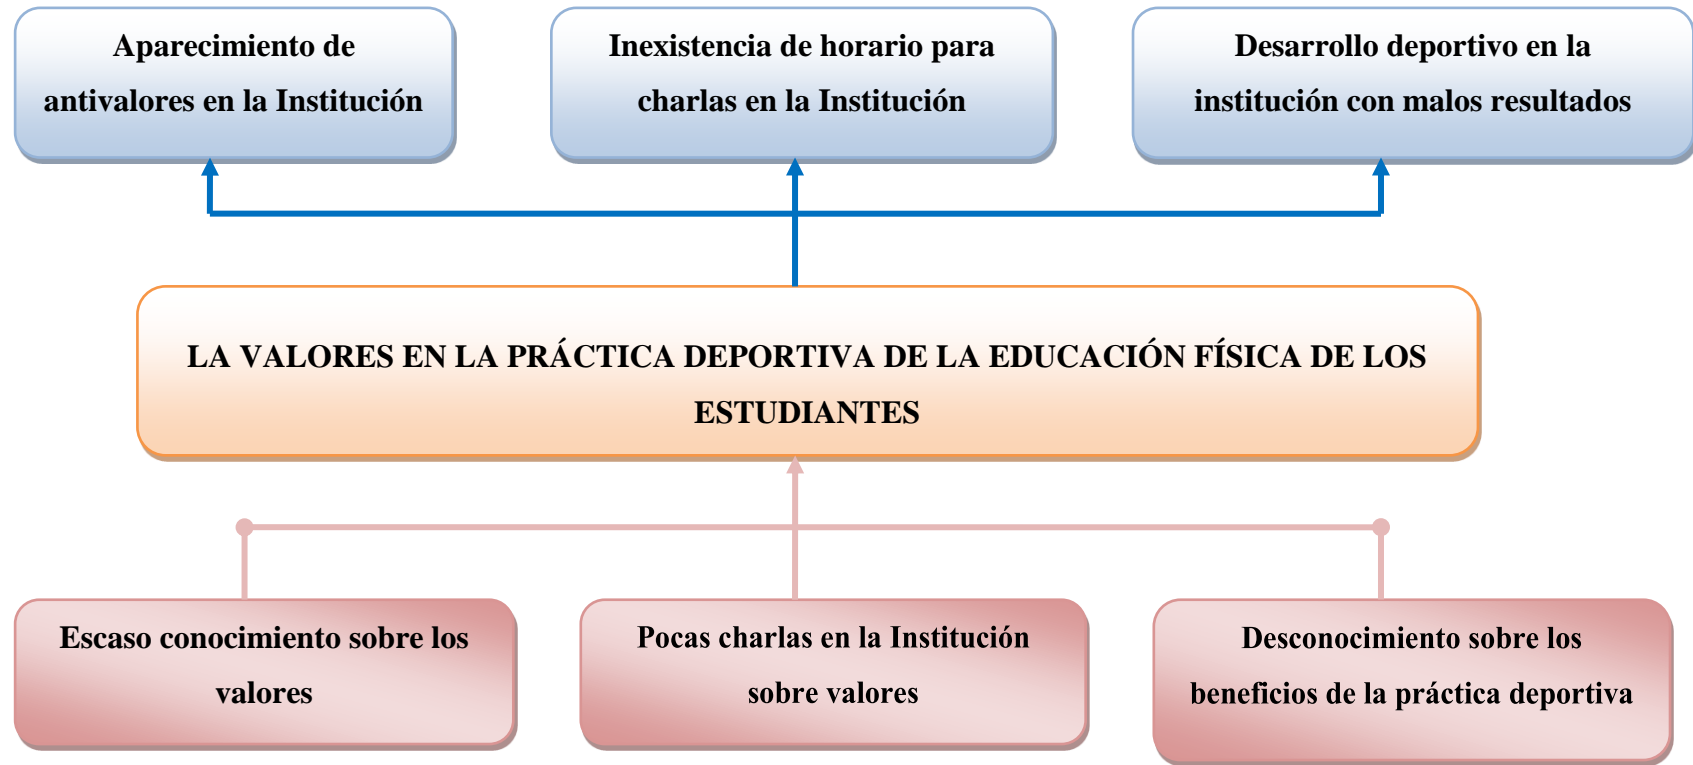 Aparecimiento de
antivalores en la Institución
Inexistencia de horario para
charlas en la Institución
Desarrollo deportivo en la
institución con malos resultados
LA VALORES EN LA PRÁCTICA DEPORTIVA DE LA EDUCACIÓN FÍSICA DE LOS
ESTUDIANTES
Escaso conocimiento sobre los
valores
Pocas charlas en la Institución
sobre valores
Desconocimiento sobre los
beneficios de la práctica deportiva